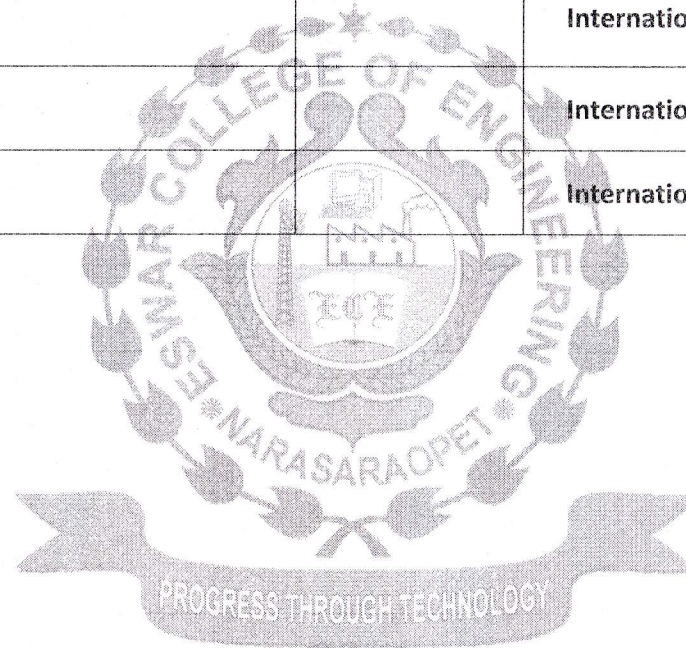 Internatio
Internatio
Internatio
ESWAR COLLEGE OF ENGINEERING
ECE
NARASARAOPET
PROGRESS THROUGH TECHNOLOGY